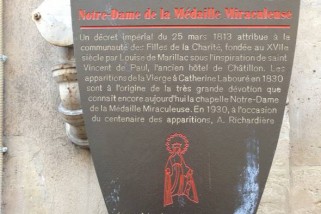 Notre-Dame de la Médaille Miraculeuse
Un décret impérial du 25 mars 1813 attribue à la
communauté des Filles de la Charité, fondée au XVIIe
siècle par Louise de Marillac sous l'inspiration de saint
Vincent de Paul, l'ancien hôtel de Châtillon. Les
apparitions de la Vierge à Catherine Labouré en 1830
sont à l'origine de la très grande dévotion que
connaît encore aujourd'hui la chapelle Notre-Dame
de la Médaille Miraculeuse. En 1930, à l'occasion
du centenaire des apparitions, A. Richardière